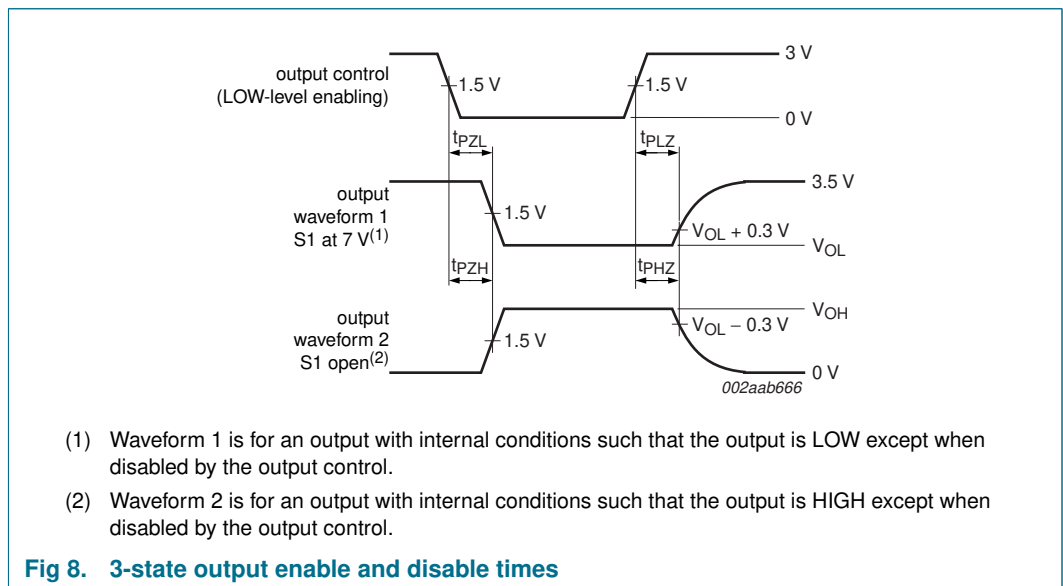 output control
(LOW-level enabling)
3 V
1.5 V
1.5 V
0 V
tPZL
tPLZ
output
waveform 1
S1 at 7 V(1)
3.5 V
1.5 V
VOL + 0.3 V
VOL
tPZH
tPHZ
output
waveform 2
S1 open(2)
VOH
VOL − 0.3 V
1.5 V
0 V
002aab666
(1) Waveform 1 is for an output with internal conditions such that the output is LOW except when
disabled by the output control.
(2) Waveform 2 is for an output with internal conditions such that the output is HIGH except when
disabled by the output control.
Fig 8. 3-state output enable and disable times